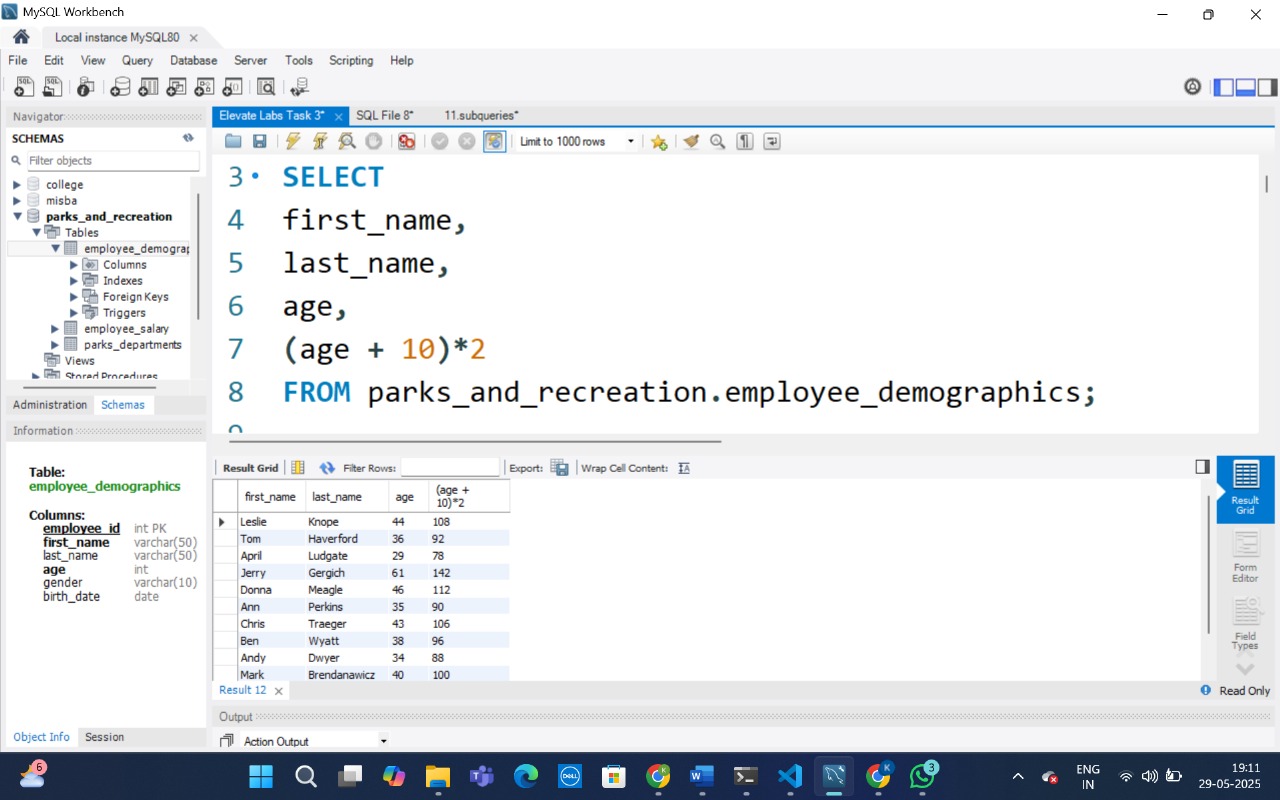 MySQL Workbench
Local instance MySQL80
File Edit View Query Database Server Tools Scripting Help
Navigator
SCHEMAS
Filter objects
college
misba
parks_and_recreation
Tables
employee_demograp
Columns
Indexes
Foreign Keys
Triggers
employee_salary
parks_departments
Views
Stored Procedures
Administration Schemas
Information
Table:
employee_demographics
Columns:
employee_id int PK
first_name varchar(50)
last_name varchar(50)
age int
gender varchar(10)
birth_date date
Object Info Session
Elevate Labs Task 3* SQL File 8* 11.subqueries*
Limit to 1000 rows
3 SELECT
4 first_name,
5 last_name,
6 age,
7 (age + 10)*2
8 FROM parks_and_recreation.employee_demographics;
9
Result Grid Filter Rows: Export: Wrap Cell Content:
first_name last_name age (age +
10)*2
Leslie Knope 44 108
Tom Haverford 36 92
April Ludgate 29 78
Jerry Gergich 61 142
Donna Meagle 46 112
Ann Perkins 35 90
Chris Traeger 43 106
Ben Wyatt 38 96
Andy Dwyer 34 88
Mark Brendanawicz 40 100
Result
Grid
Form
Editor
Field
Types
Result 12
Read Only
Output
Action Output
6
DELL
K
3
ENG
IN
19:11
29-05-2025